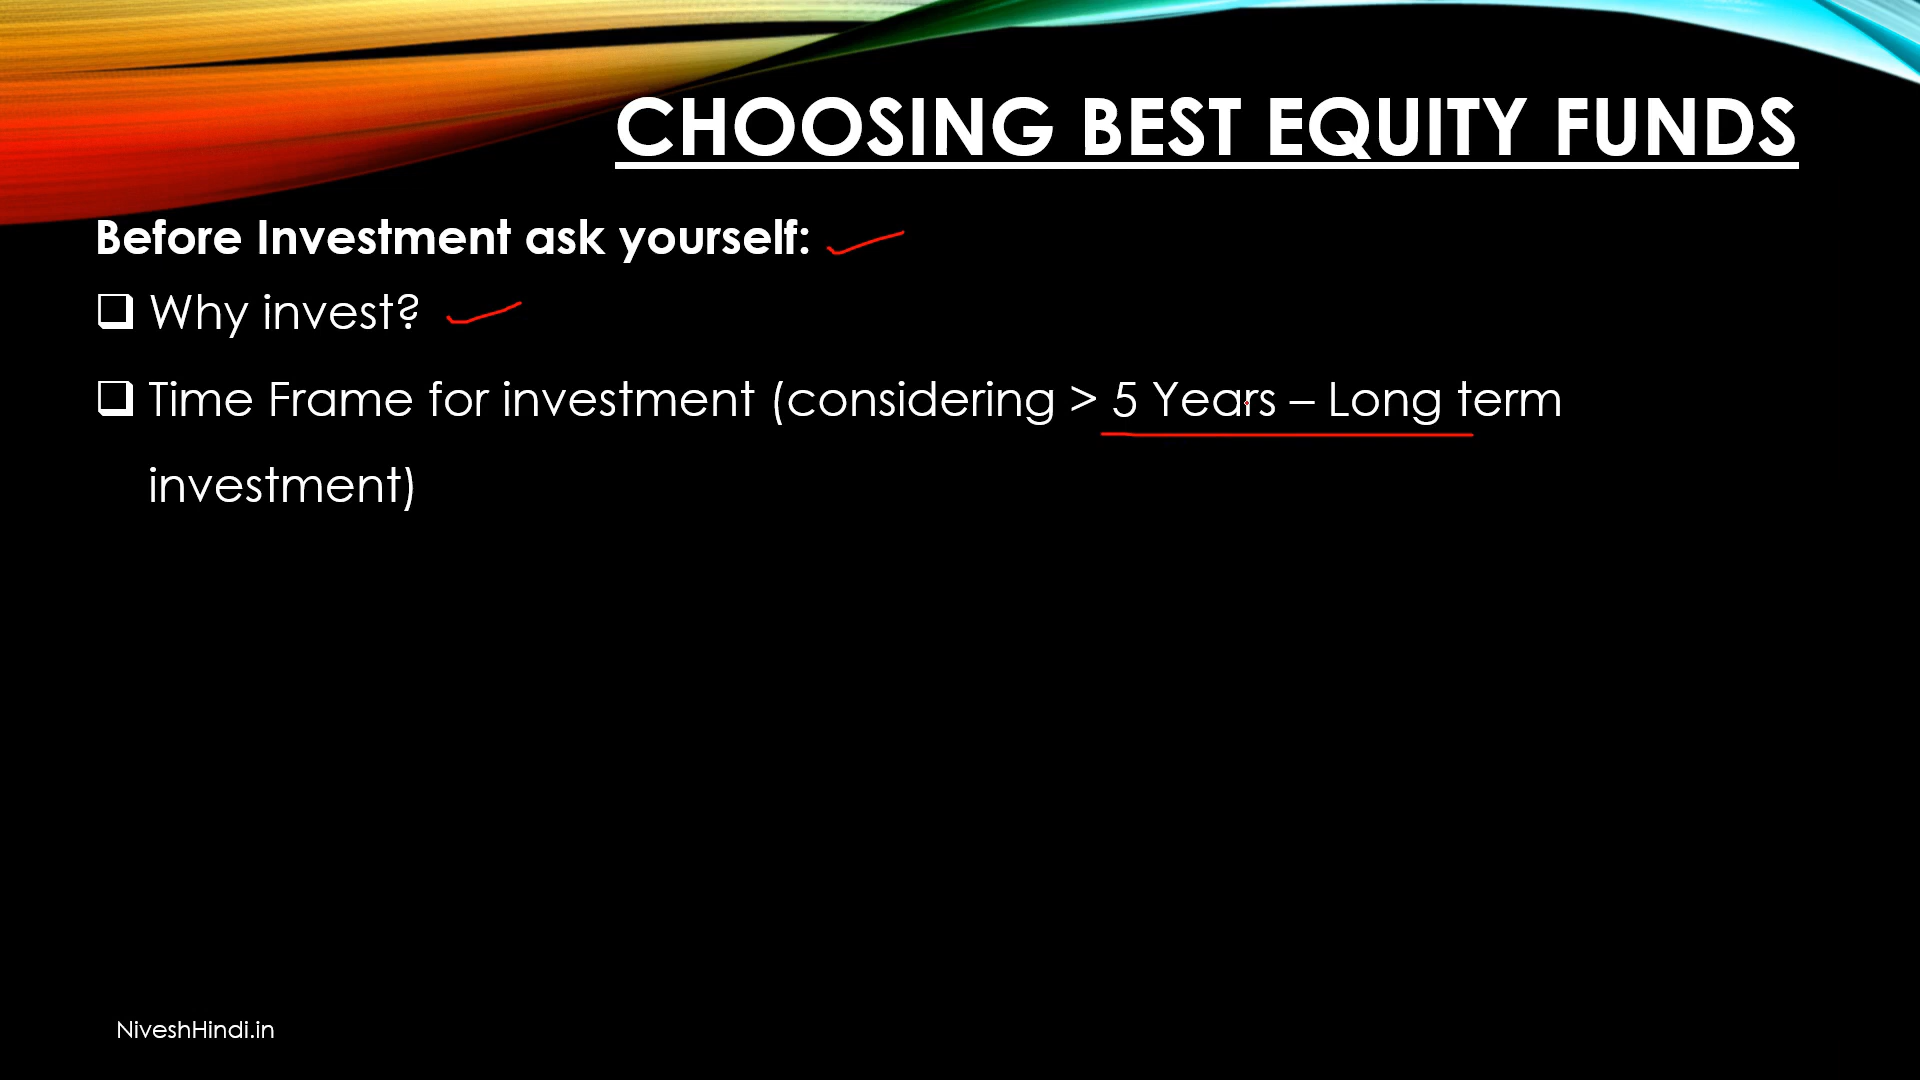 CHOOSING BEST EQUITY FUNDS
Before Investment ask yourself:
❑ Why invest?
❑ Time Frame for investment (considering > 5 Years – Long term
investment)
NiveshHindi.in